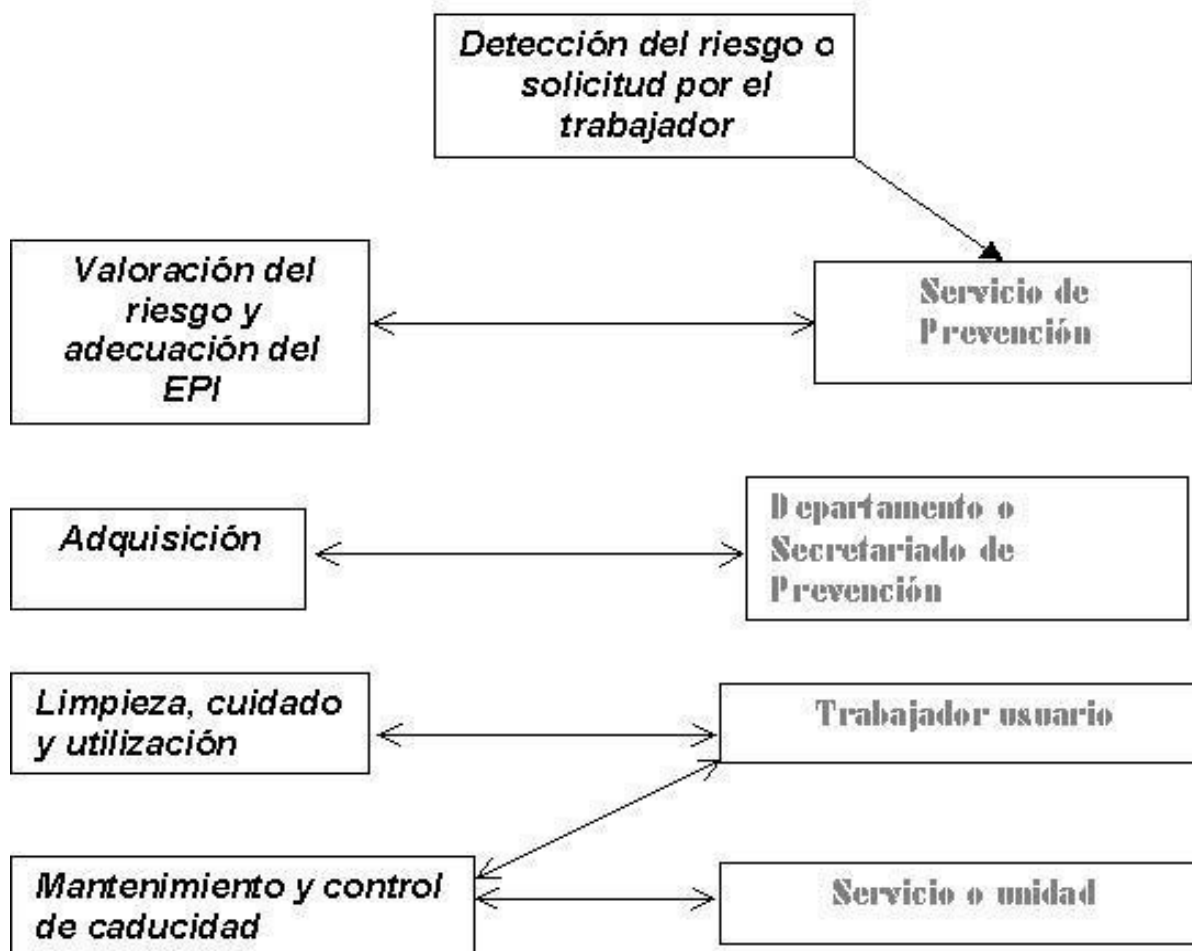 Detección del riesgo o
solicitud por el
trabajador
Valoración del
riesgo y
adecuación del
EPI
Servicio de
Prevención
Adquisición
Departamento o
Secretariado de
Prevención
Limpieza, cuidado
y utilización
Trabajador usuario
Mantenimiento y control
de caducidad
Servicio o unidad